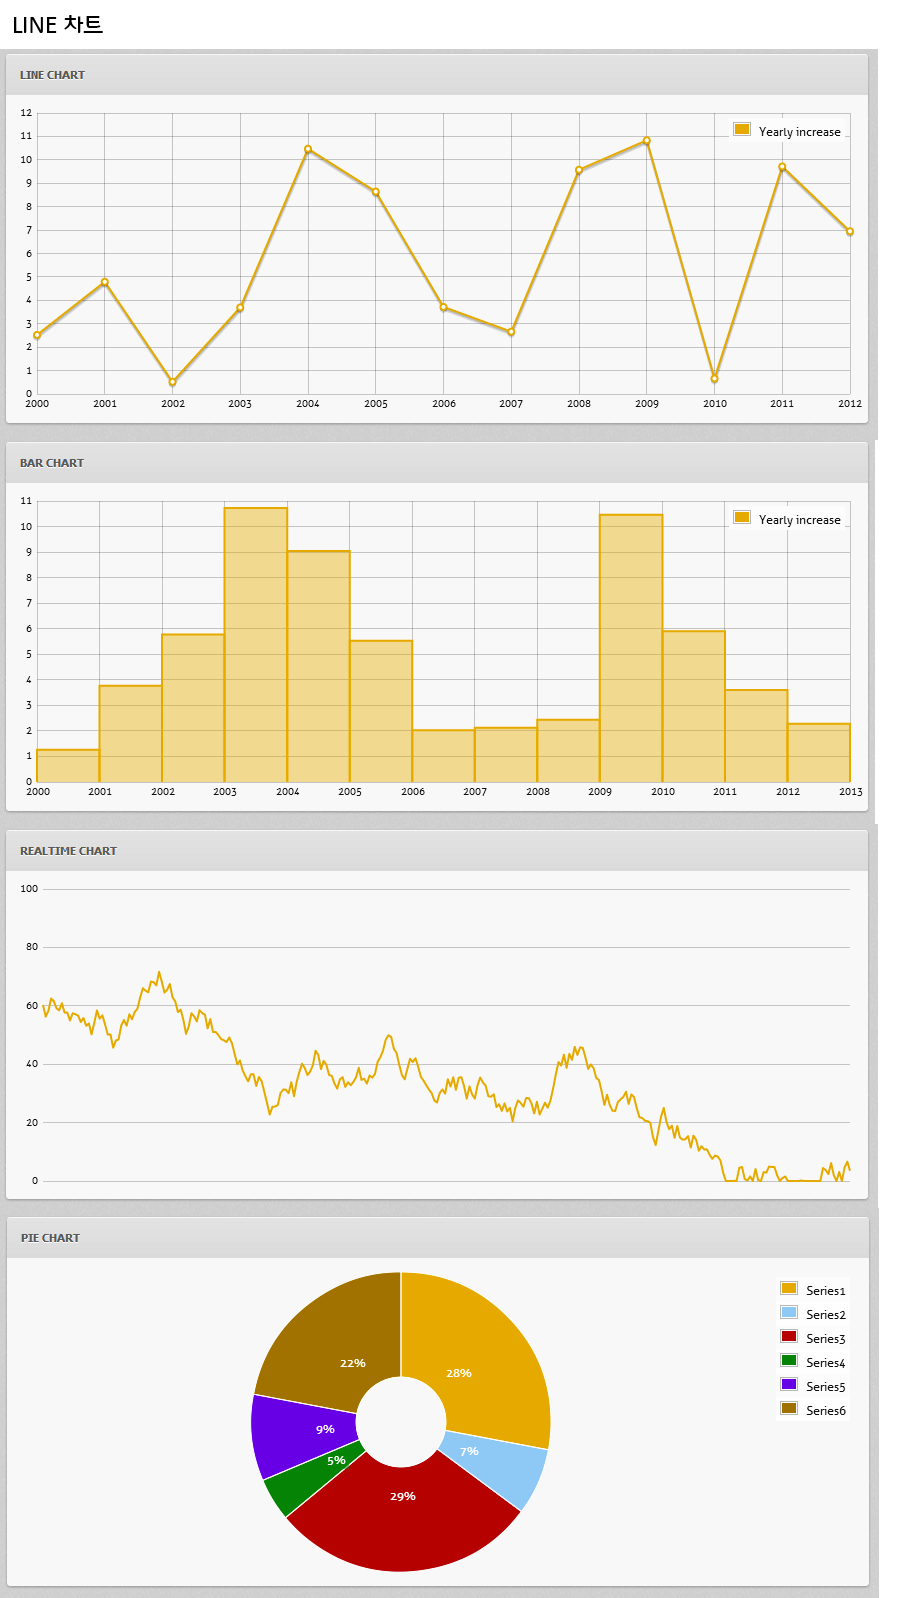 LINE 차트
LINE CHART
Yearly increase
12
11
10
9
8
7
6
5
4
3
2
1
0
2000 2001 2002 2003 2004 2005 2006 2007 2008 2009 2010 2011 2012
BAR CHART
Yearly increase
11
10
9
8
7
6
5
4
3
2
1
0
2000 2001 2002 2003 2004 2005 2006 2007 2008 2009 2010 2011 2012 2013
REALTIME CHART
100
80
60
40
20
0
PIE CHART
Series1
Series2
Series3
Series4
Series5
Series6
22%
28%
9%
7%
5%
29%